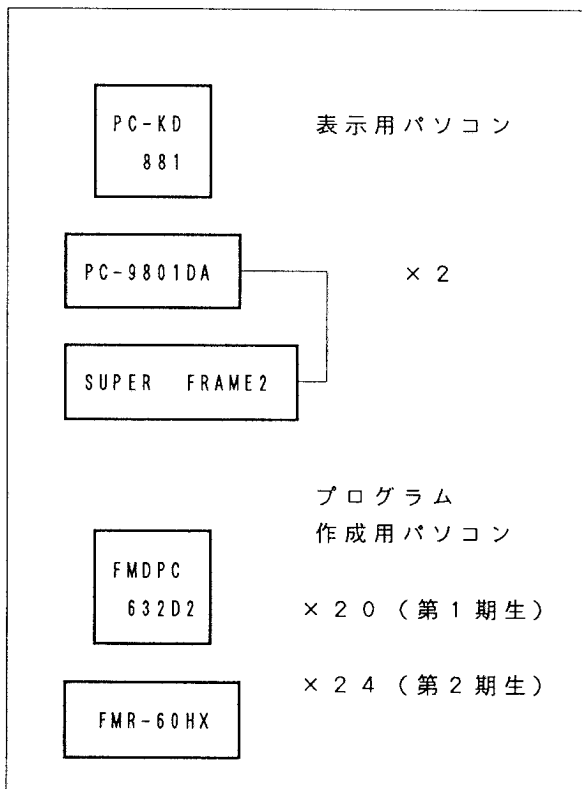 PC-KD
881
表示用パソコン
PC-9801DA
×2
SUPER FRAME2
プログラム
作成用パソコン
FMDPC
632D2
×20（第1期生）
×24（第2期生）
FMR-60HX